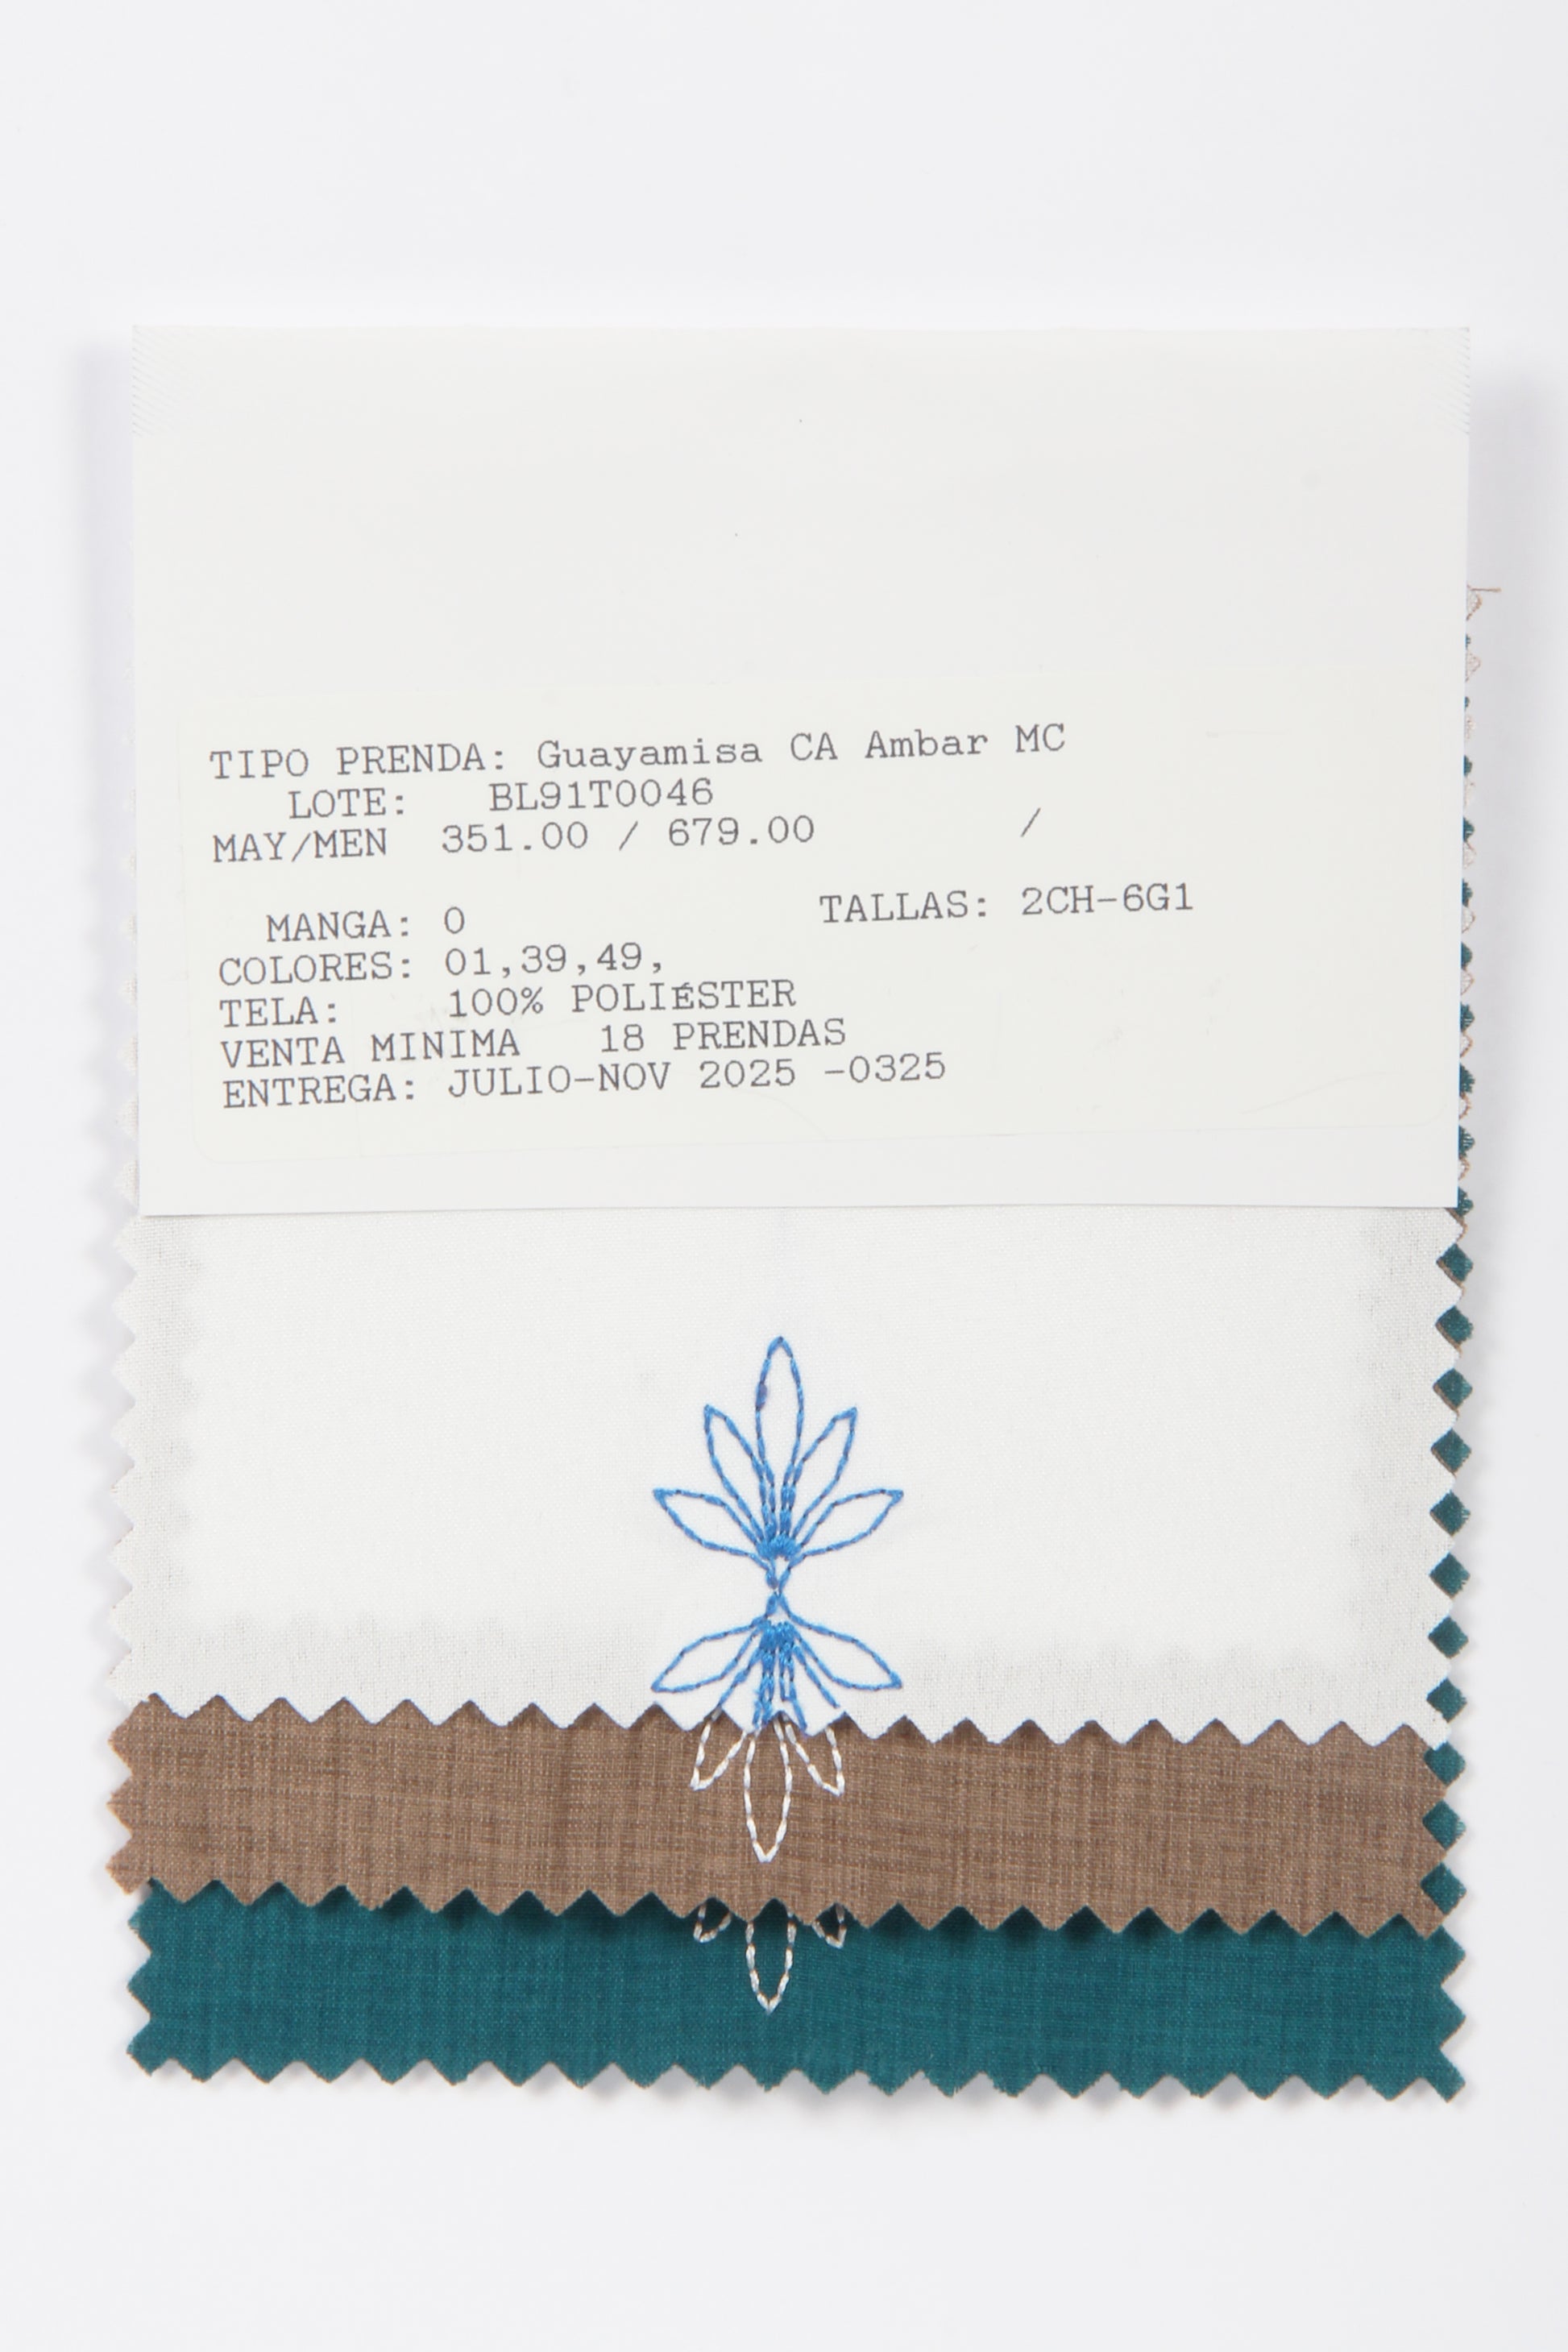 TIPO PRENDA: Guayamisa CA Ambar MC
LOTE: BL91T0046
MAY/MEN 351.00 / 679.00 /
MANGA: 0 TALLAS: 2CH-6G1
COLORES: 01,39,49,
TELA: 100% POLIÉSTER
VENTA MINIMA 18 PRENDAS
ENTREGA: JULIO-NOV 2025 -0325